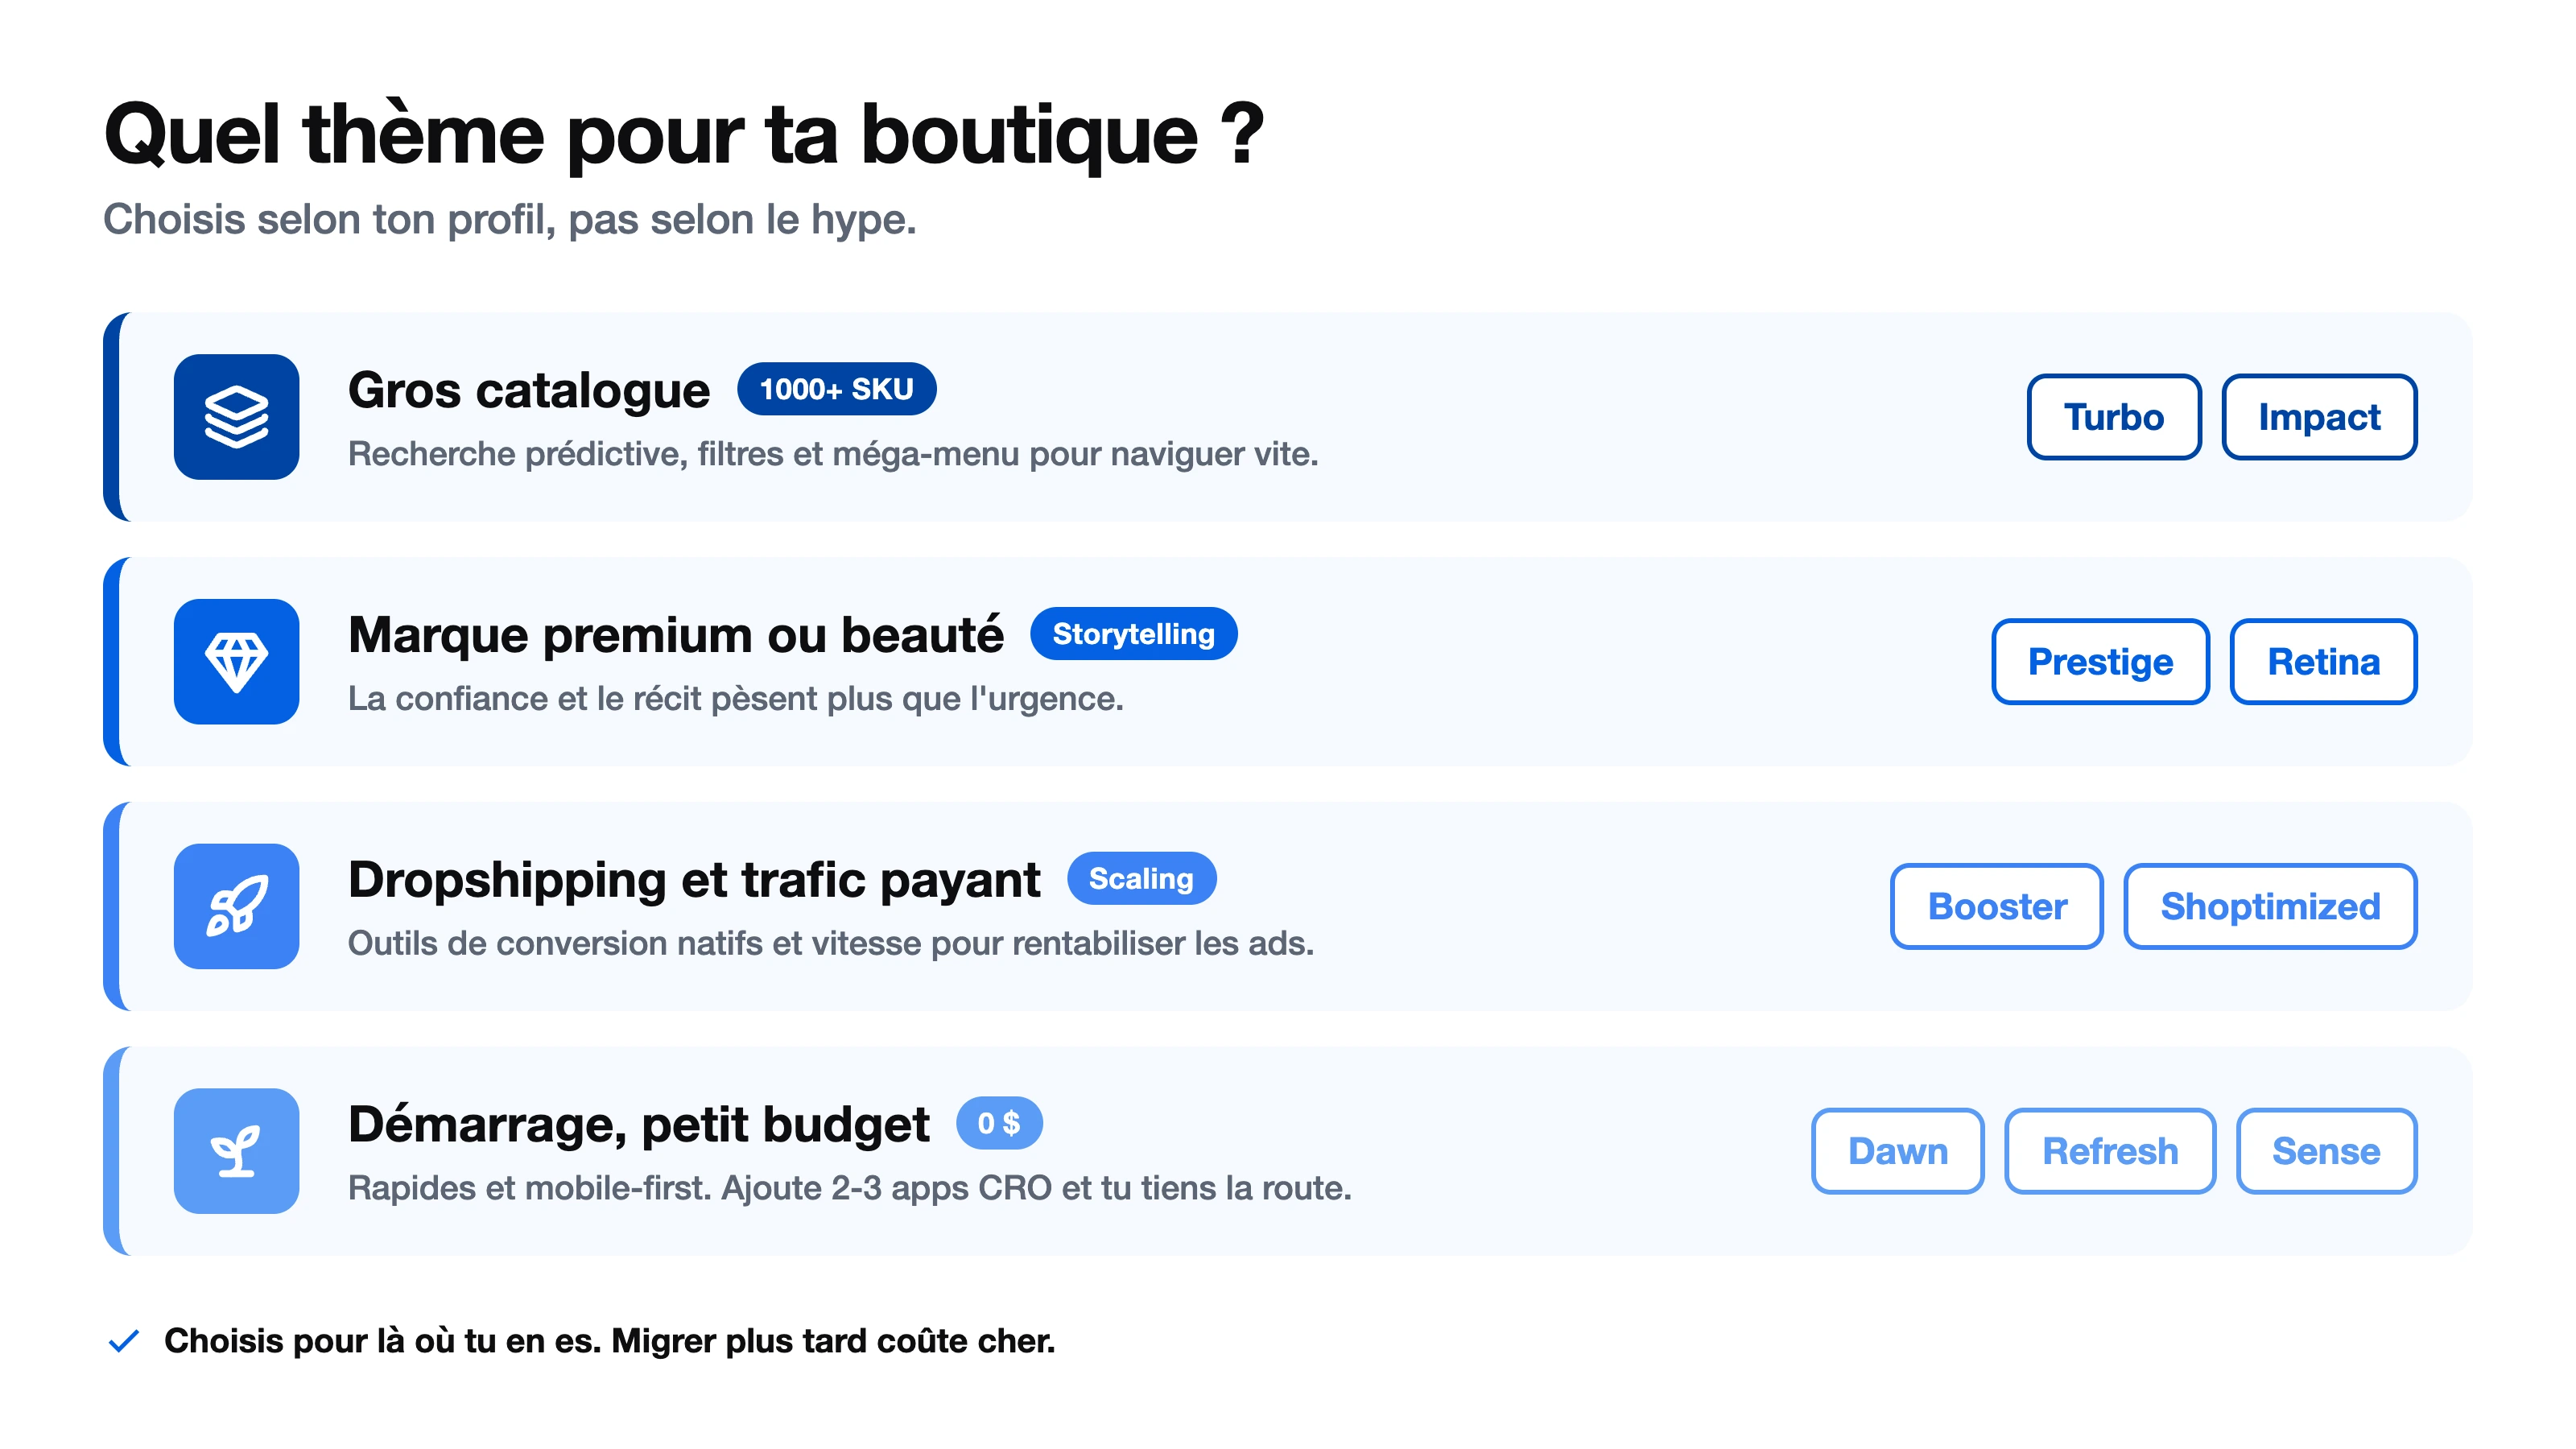 Quel thème pour ta boutique ?
Choisis selon ton profil, pas selon le hype.
Gros catalogue 1000+ SKU
Recherche prédictive, filtres et méga-menu pour naviguer vite.
Turbo Impact
Marque premium ou beauté Storytelling
La confiance et le récit pèsent plus que l'urgence.
Prestige Retina
Dropshipping et trafic payant Scaling
Outils de conversion natifs et vitesse pour rentabiliser les ads.
Booster Shoptimized
Démarrage, petit budget 0 $
Rapides et mobile-first. Ajoute 2-3 apps CRO et tu tiens la route.
Dawn Refresh Sense
Choisis pour là où tu en es. Migrer plus tard coûte cher.